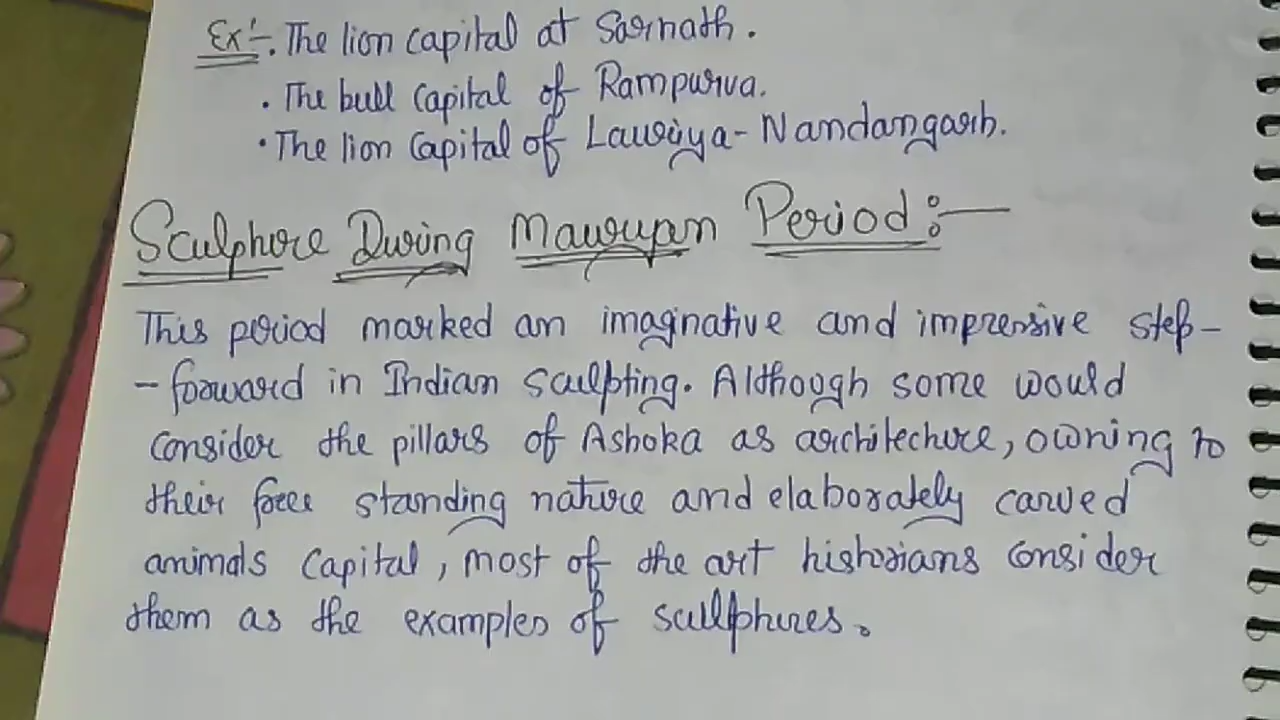 Ex:-. The lion capital at Sarnath.
. The bull capital of Rampurva.
. The lion Capital of Lauriya-Nandangarh.
Sculpture During Mauryan Period :-
This period marked an imaginative and impressive step-
-forward in Indian sculpting. Although some would
consider the pillars of Ashoka as architecture, owning to
their free standing nature and elaborately carved
animals capital, most of the art historians consider
them as the examples of scullptures.